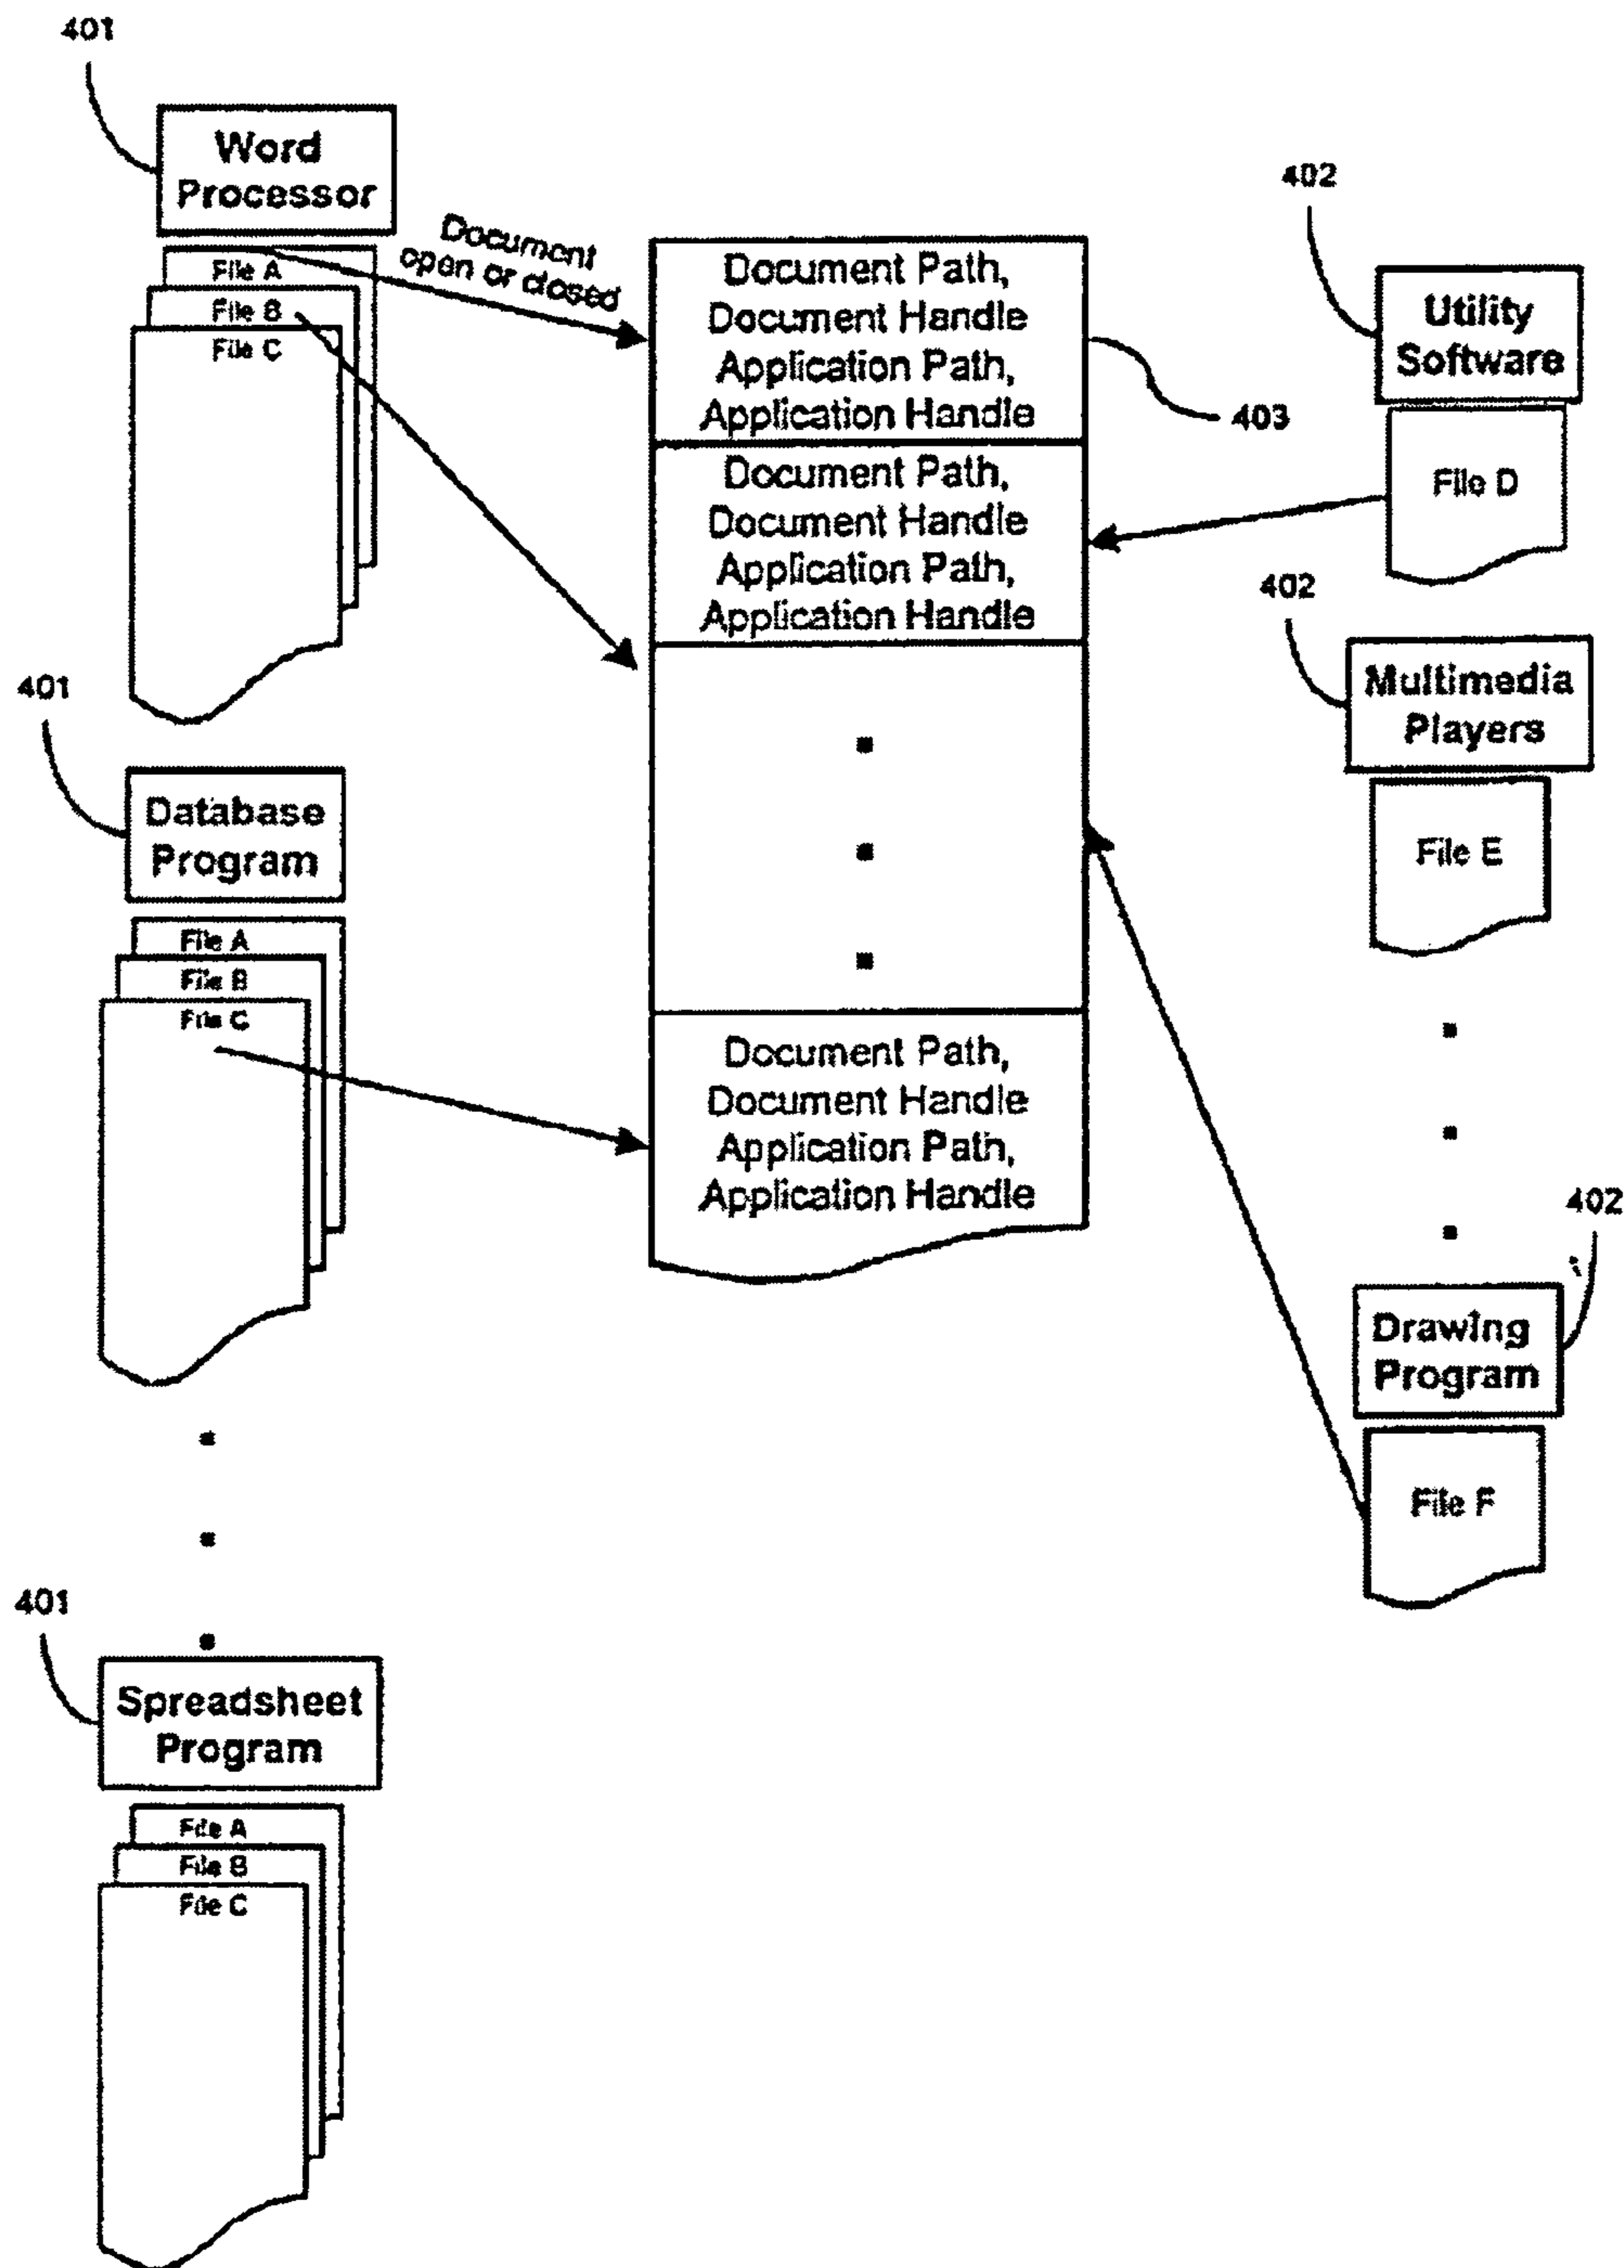 401
Word
Processor
File A
File B
File C
Document
open or closed
401
Database
Program
File A
File B
File C
401
Spreadsheet
Program
File A
File B
File C
Document Path,
Document Handle
Application Path,
Application Handle
403
Document Path,
Document Handle
Application Path,
Application Handle
Document Path,
Document Handle
Application Path,
Application Handle
402
Utility
Software
File D
402
Multimedia
Players
File E
402
Drawing
Program
File F